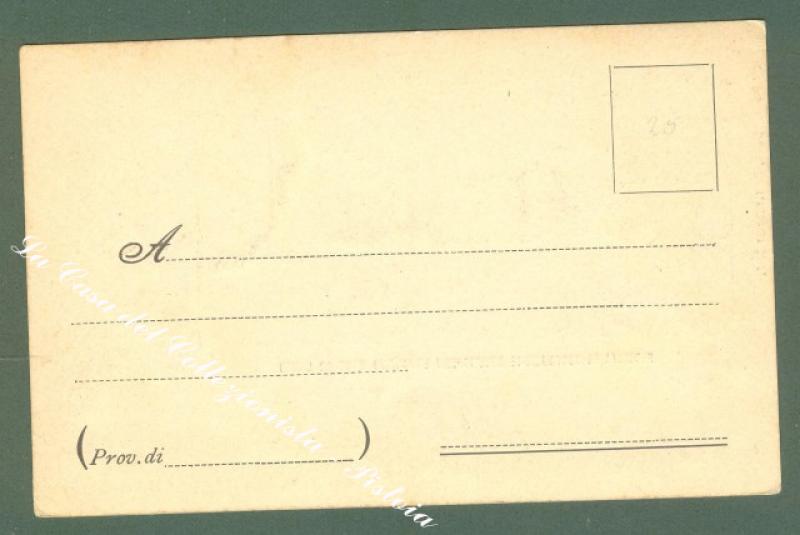 25
A
(Prov. di )
La Casa del Collezionista - Pistoia